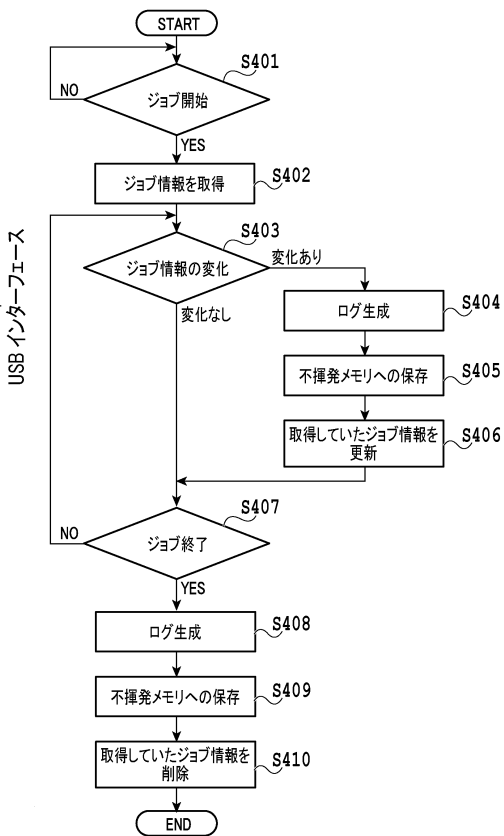 START
S401
ジョブ開始
NO
YES
S402
ジョブ情報を取得
S403
ジョブ情報の変化
変化あり
変化なし
S404
ログ生成
S405
不揮発メモリへの保存
S406
取得していたジョブ情報を
更新
S407
ジョブ終了
NO
YES
S408
ログ生成
S409
不揮発メモリへの保存
S410
取得していたジョブ情報を
削除
END
USB インターフェース